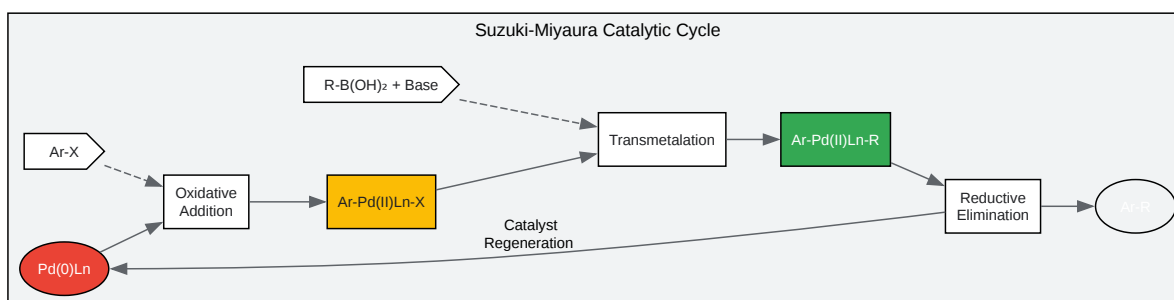 Suzuki-Miyaura Catalytic Cycle
R-B(OH)₂ + Base
Ar-X
Transmetalation
Ar-Pd(II)Ln-R
Oxidative
Addition
Ar-Pd(II)Ln-X
Reductive
Elimination
Ar-R
Catalyst
Regeneration
Pd(0)Ln